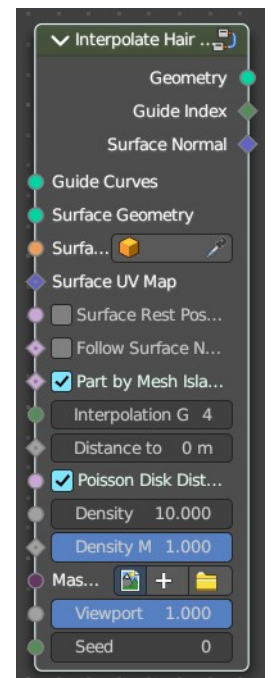 Interpolate Hair ..
Geometry
Guide Index
Surface Normal
Guide Curves
Surface Geometry
Surfa...
Surface UV Map
Surface Rest Pos...
Follow Surface N...
Part by Mesh Isla...
Interpolation G 4
Distance to 0 m
Poisson Disk Dist...
Density 10.000
Density M 1.000
Mas...
Viewport 1.000
Seed 0